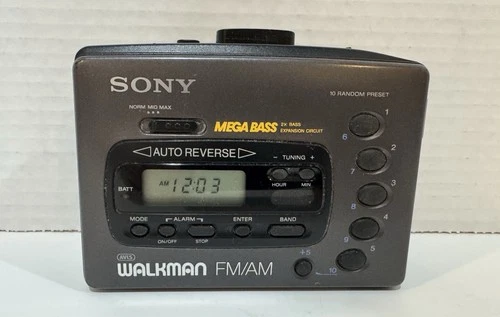 SONY
10 RANDOM PRESET
NORM MID MAX
MEGA BASS
EXPANSION CIRCUIT
AUTO REVERSE
− TUNING +
HOUR MIN
BATT
AM 12:03
MODE
ALARM
ENTER
BAND
ON/OFF
STOP
1
6
2
7
3
8
4
9
5
10
+5
AVLS
WALKMAN FM/AM